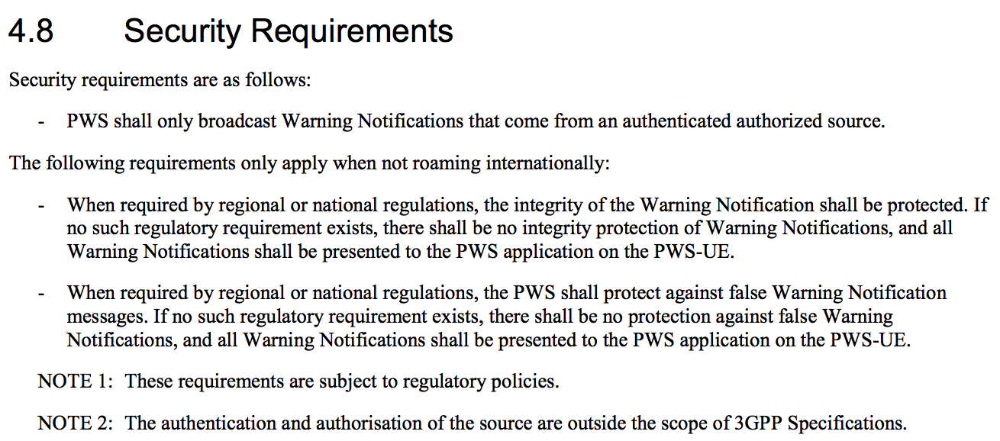 4.8 Security Requirements
Security requirements are as follows:
- PWS shall only broadcast Warning Notifications that come from an authenticated authorized source.
The following requirements only apply when not roaming internationally:
- When required by regional or national regulations, the integrity of the Warning Notification shall be protected. If
no such regulatory requirement exists, there shall be no integrity protection of Warning Notifications, and all
Warning Notifications shall be presented to the PWS application on the PWS-UE.
- When required by regional or national regulations, the PWS shall protect against false Warning Notification
messages. If no such regulatory requirement exists, there shall be no protection against false Warning
Notifications, and all Warning Notifications shall be presented to the PWS application on the PWS-UE.
NOTE 1: These requirements are subject to regulatory policies.
NOTE 2: The authentication and authorisation of the source are outside the scope of 3GPP Specifications.